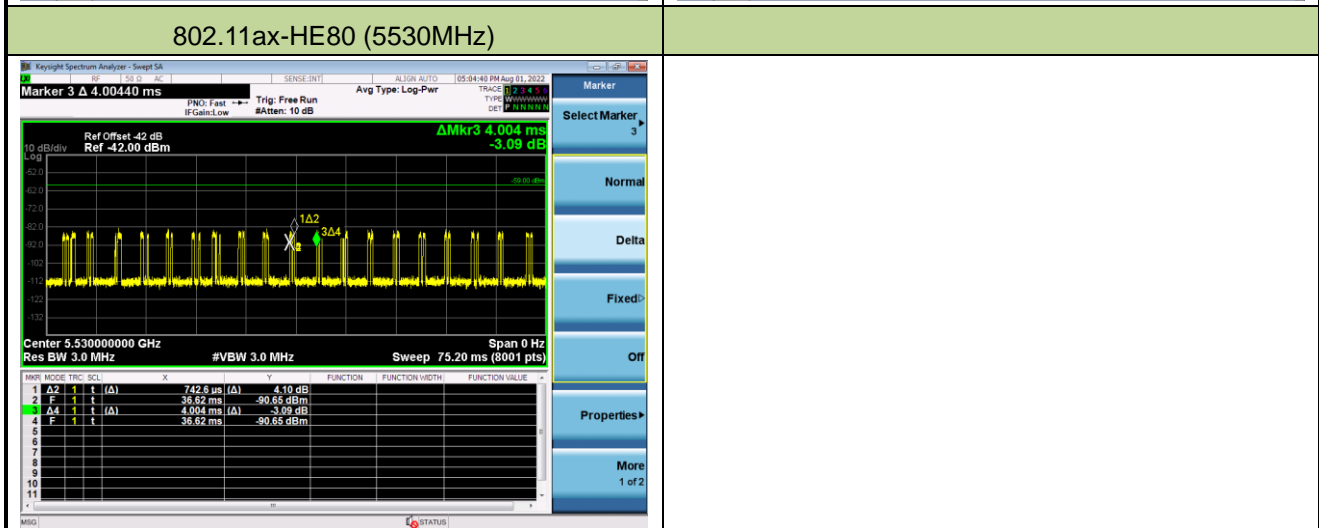 802.11ax-HE80 (5530MHz)
Keysight Spectrum Analyzer - Swept SA
RF 50 Ω AC SENSE:INT ALIGN AUTO 05:04:40 PM Aug 01, 2022
Marker 3 Δ 4.00440 ms
PNO: Fast Trig: Free Run Avg Type: Log-Pwr TRACE 1 2 3 4 5 6
TYPE WWWWWW
IFGain:Low #Atten: 10 dB DET P N N N N N
Marker
Select Marker
3
Normal
Delta
Fixed
Off
Properties
More
1 of 2
ΔMkr3 4.004 ms
-3.09 dB
Ref Offset -42 dB
10 dB/div Ref -42.00 dBm
Log
-52.0
-59.00 dBm
-62.0
-72.0
-82.0
-92.0
-102
-112
-122
-132
1Δ2
3Δ4
Center 5.530000000 GHz Span 0 Hz
Res BW 3.0 MHz #VBW 3.0 MHz Sweep 75.20 ms (8001 pts)
MKR MODE TRC SCL X Y FUNCTION FUNCTION WIDTH FUNCTION VALUE
1 Δ2 1 t (Δ) 742.6 µs (Δ) 4.10 dB
2 F 1 t 36.62 ms -90.65 dBm
3 Δ4 1 t (Δ) 4.004 ms (Δ) -3.09 dB
4 F 1 t 36.62 ms -90.65 dBm
5
6
7
8
9
10
11
MSG STATUS